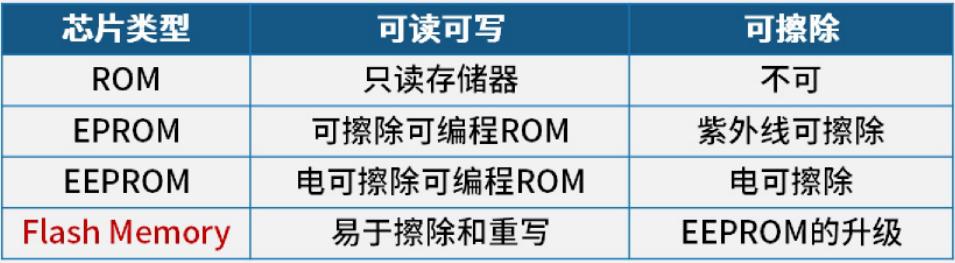 芯片类型 可读可写 可擦除
ROM 只读存储器 不可
EPROM 可擦除可编程ROM 紫外线可擦除
EEPROM 电可擦除可编程ROM 电可擦除
Flash Memory 易于擦除和重写 EEPROM的升级